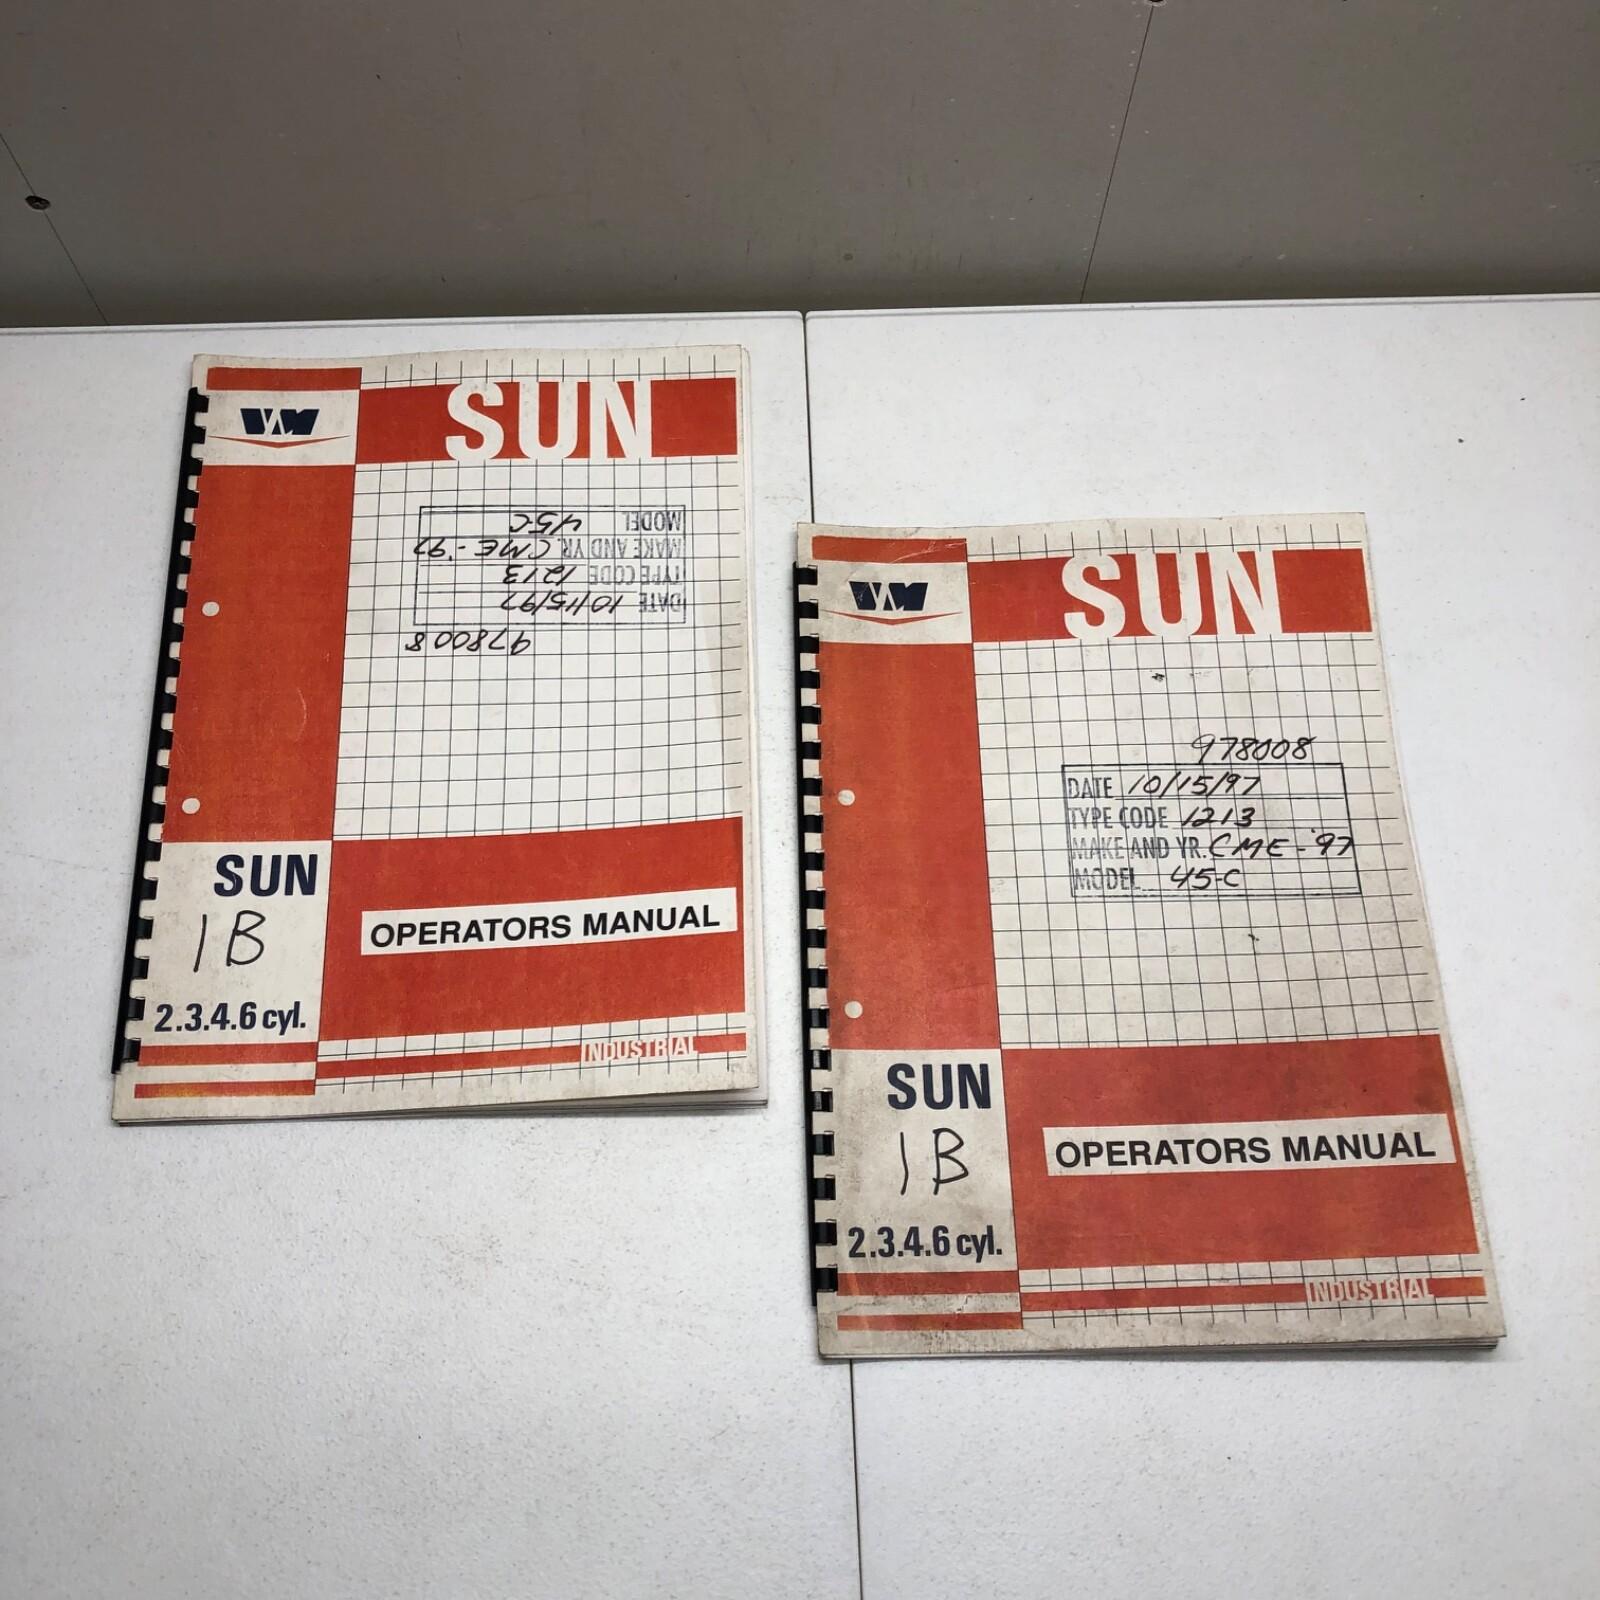 VM
SUN
MODEL 45-C
MAKE AND YR. CME - '97
TYPE CODE 1213
DATE 10/15/97
978008
SUN
1B
2.3.4.6 cyl.
OPERATORS MANUAL
INDUSTRIAL
VM
SUN
978008
DATE 10/15/97
TYPE CODE 1213
MAKE AND YR. CME - '97
MODEL 45-C
SUN
1B
2.3.4.6 cyl.
OPERATORS MANUAL
INDUSTRIAL